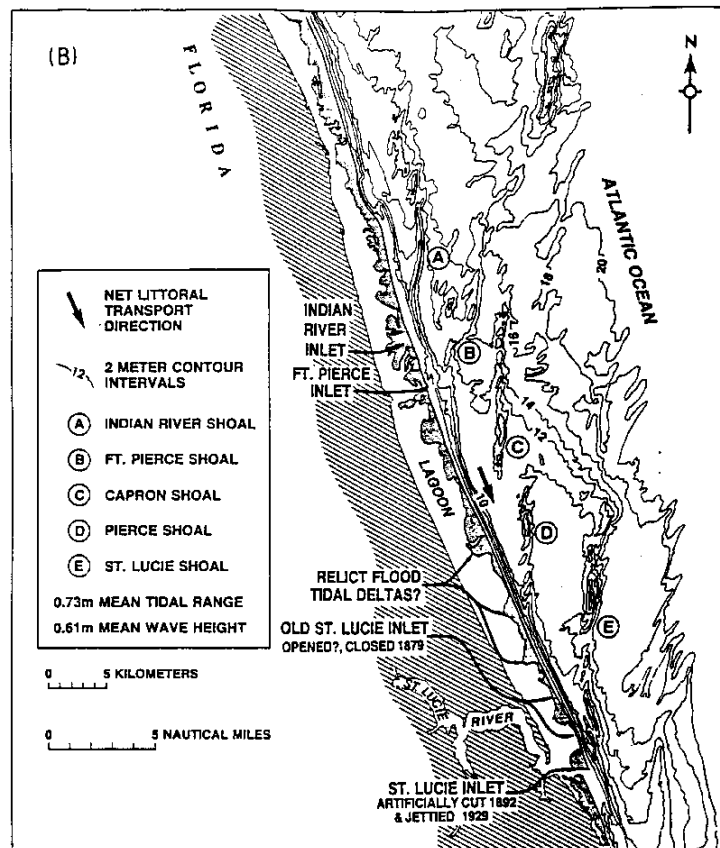 (B)
FLORIDA
N
ATLANTIC OCEAN
20
18
16
14
12
10
A
B
C
D
E
INDIAN
RIVER
INLET
FT. PIERCE
INLET
LAGOON
RELICT FLOOD
TIDAL DELTAS?
OLD ST. LUCIE INLET
OPENED?, CLOSED 1879
ST. LUCIE
RIVER
ST. LUCIE INLET
ARTIFICIALLY CUT 1892
& JETTIED 1929
NET LITTORAL
TRANSPORT
DIRECTION
12
2 METER CONTOUR
INTERVALS
A INDIAN RIVER SHOAL
B FT. PIERCE SHOAL
C CAPRON SHOAL
D PIERCE SHOAL
E ST. LUCIE SHOAL
0.73m MEAN TIDAL RANGE
0.61m MEAN WAVE HEIGHT
0 5 KILOMETERS
0 5 NAUTICAL MILES